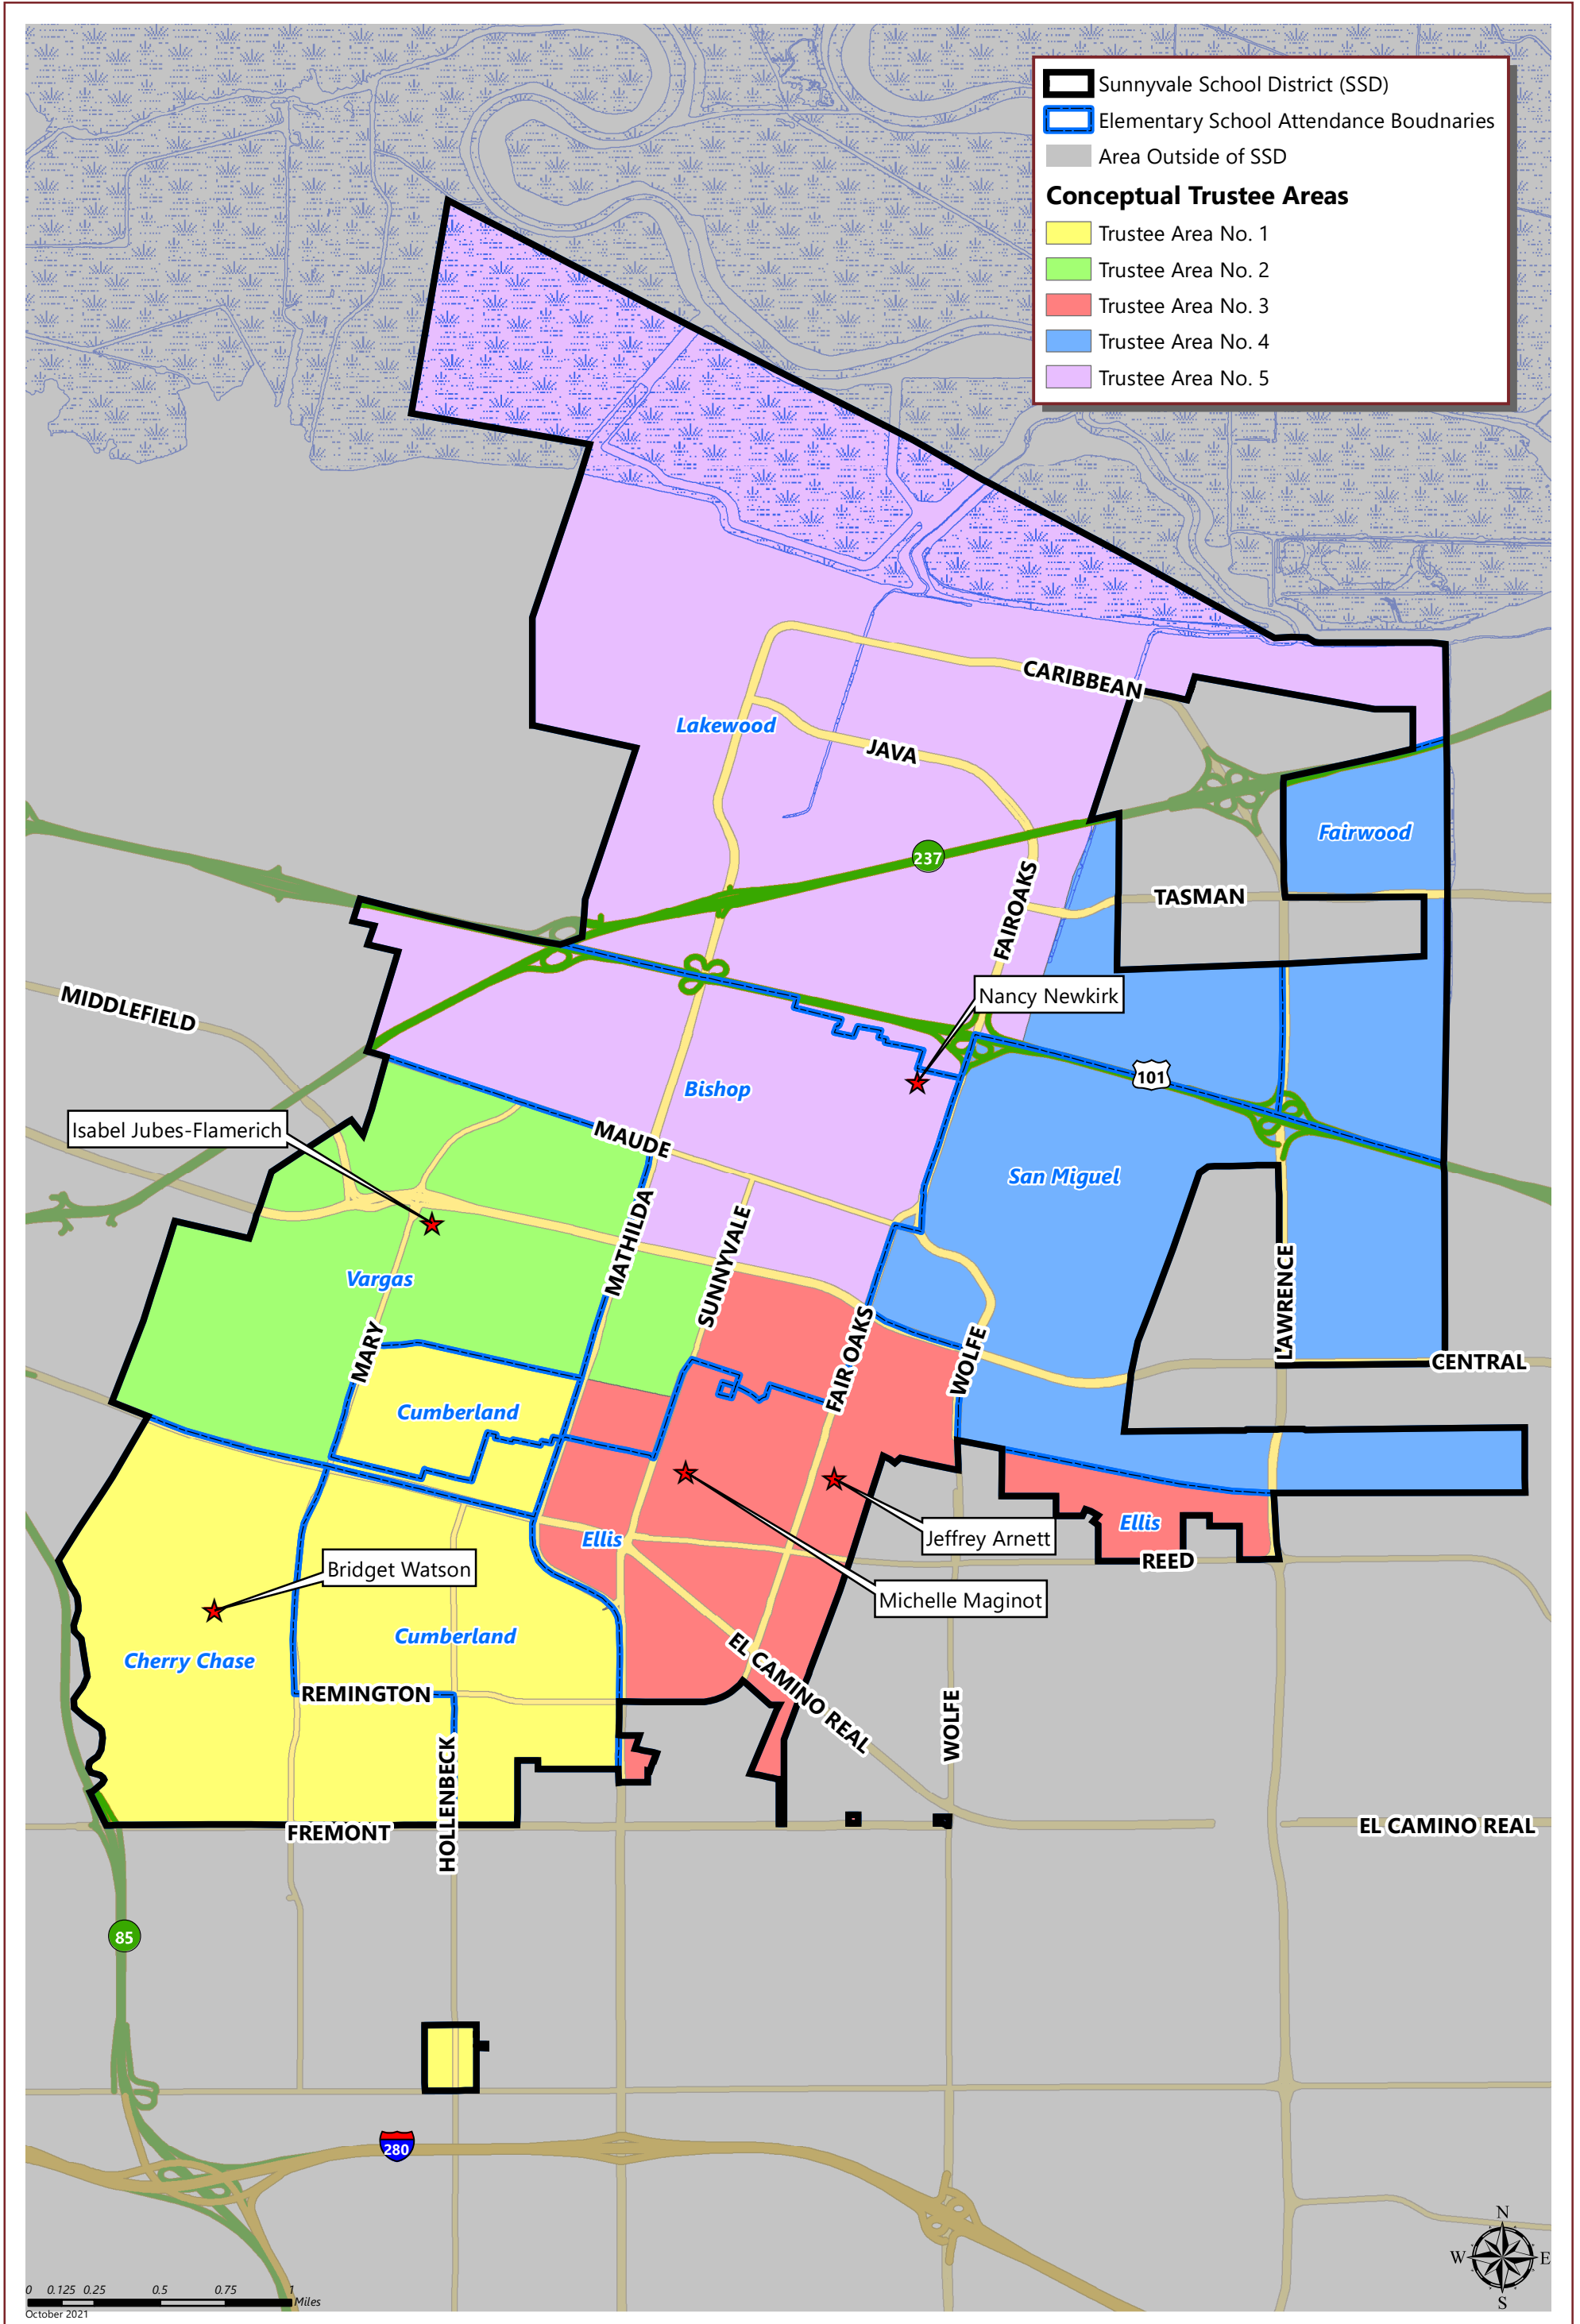 Sunnyvale School District (SSD)
Elementary School Attendance Boudnaries
Area Outside of SSD
Conceptual Trustee Areas
Trustee Area No. 1
Trustee Area No. 2
Trustee Area No. 3
Trustee Area No. 4
Trustee Area No. 5
CARIBBEAN
Lakewood
JAVA
Fairwood
237
TASMAN
FAIROAKS
Nancy Newkirk
MIDDLEFIELD
101
Bishop
Isabel Jubes-Flamerich
MAUDE
San Miguel
MATHILDA
SUNNYVALE
Vargas
LAWRENCE
MARY
FAIR OAKS
WOLFE
CENTRAL
Cumberland
Ellis
Ellis
Jeffrey Arnett
REED
Bridget Watson
Michelle Maginot
Cumberland
Cherry Chase
EL CAMINO REAL
REMINGTON
WOLFE
HOLLENBECK
FREMONT
EL CAMINO REAL
85
280
N
W E
S
0 0.125 0.25 0.5 0.75 1
Miles
October 2021